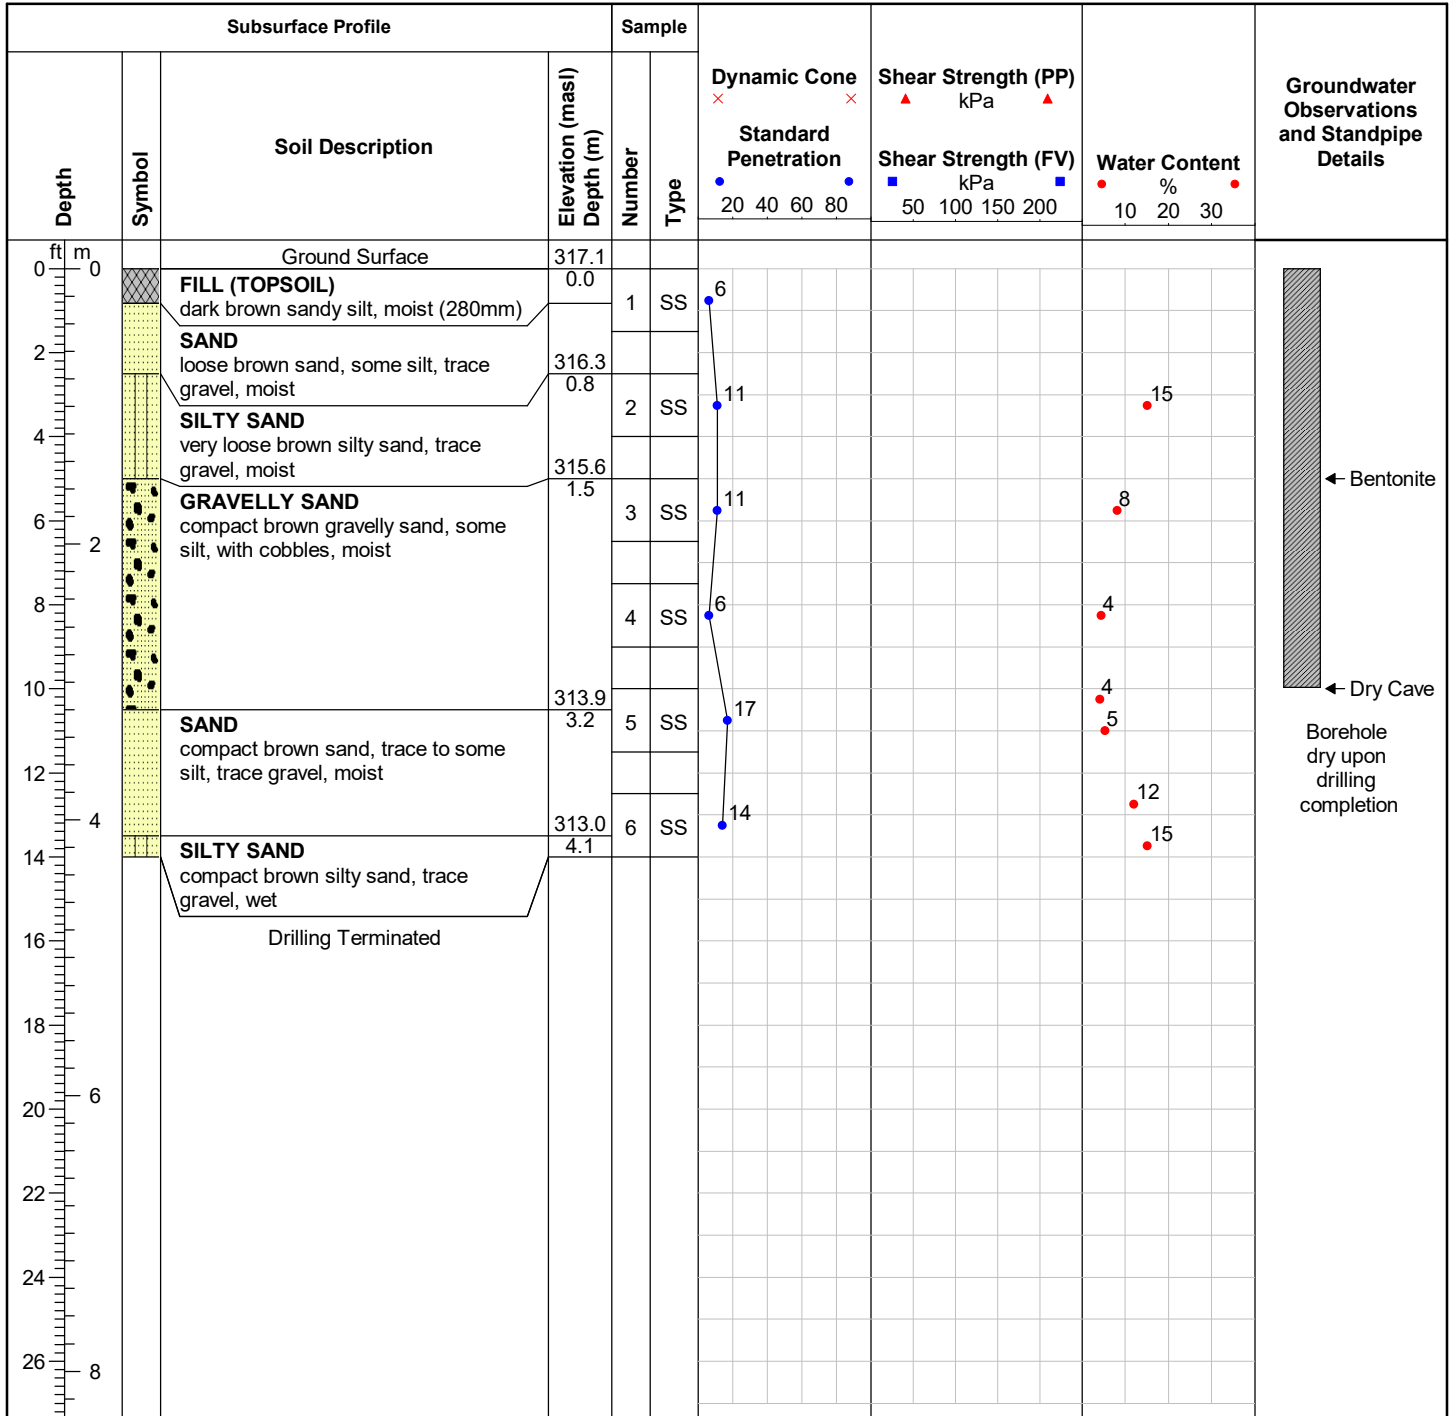 Subsurface Profile
Sample
Depth
Symbol
Soil Description
Elevation (masl)
Depth (m)
Number
Type
Dynamic Cone
Standard
Penetration
20 40 60 80
Shear Strength (PP)
kPa
Shear Strength (FV)
kPa
50 100 150 200
Water Content
%
10 20 30
Groundwater
Observations
and Standpipe
Details
ft m
Ground Surface
317.1
0 0
0.0
FILL (TOPSOIL)
dark brown sandy silt, moist (280mm)
1 SS
6
SAND
loose brown sand, some silt, trace
gravel, moist
2
316.3
0.8
2 SS
11
15
SILTY SAND
very loose brown silty sand, trace
gravel, moist
4
315.6
1.5
Bentonite
GRAVELLY SAND
compact brown gravelly sand, some
silt, with cobbles, moist
3 SS
11
8
6
2
8
4 SS
6
4
10
313.9
3.2
4
Dry Cave
SAND
compact brown sand, trace to some
silt, trace gravel, moist
5 SS
17
5
Borehole
dry upon
drilling
completion
12
12
4
313.0
4.1
6 SS
14
15
14
SILTY SAND
compact brown silty sand, trace
gravel, wet
Drilling Terminated
16
18
6
20
22
24
26
8